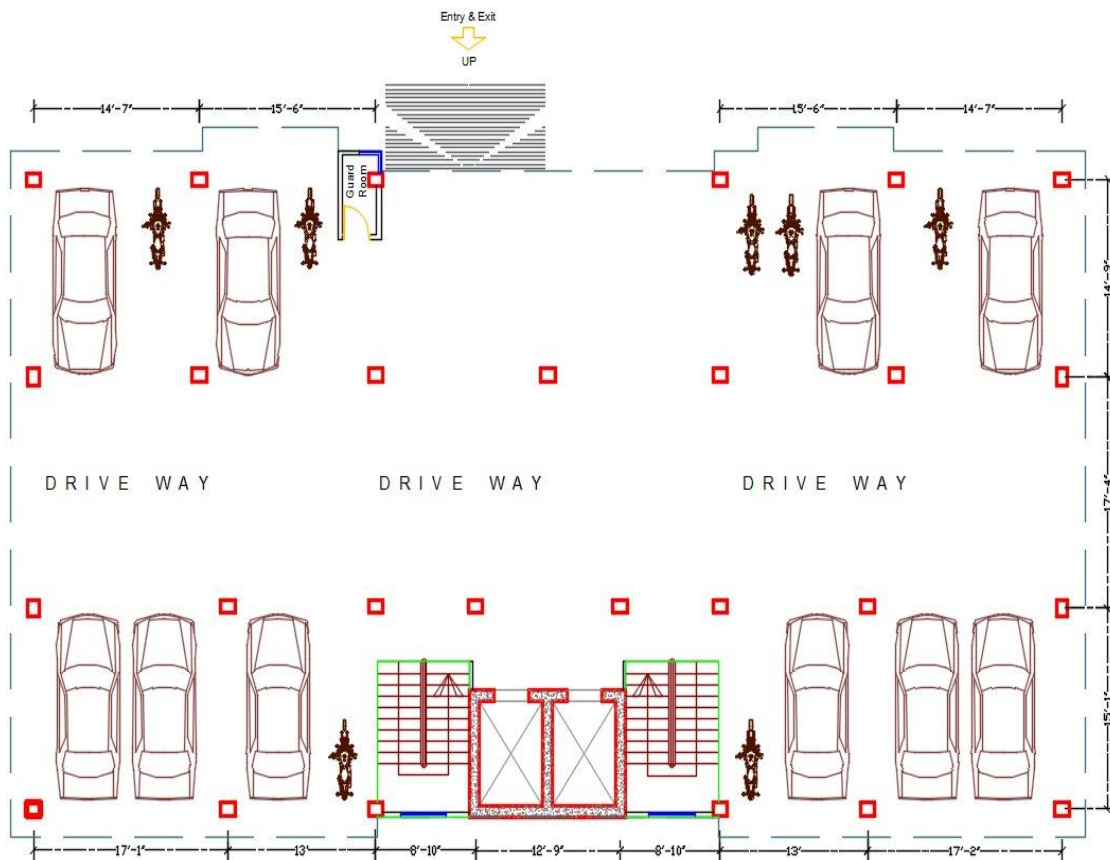 Entry & Exit
UP
14'-7"
15'-6"
15'-6"
14'-7"
Guard
Room
14'-9"
DRIVE WAY
DRIVE WAY
DRIVE WAY
17'-4"
15'-1"
17'-1"
13'
8'-10"
12'-9"
8'-10"
13'
17'-2"